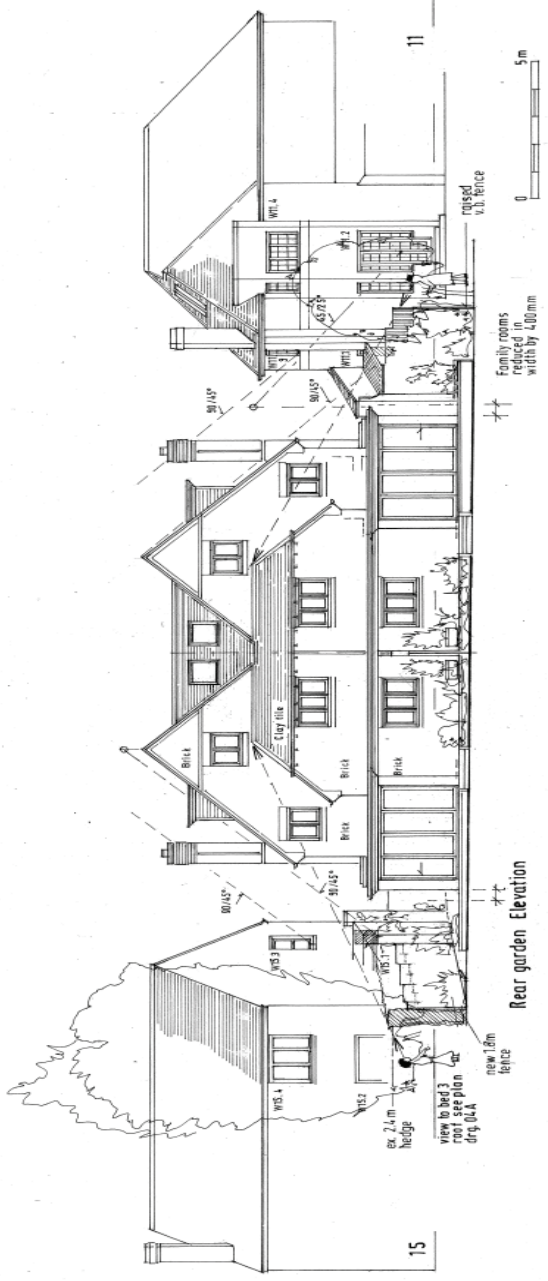 90/45°
90/45°
90/45°
90/45°
45/25°
Brick
Clay tile
Brick
Brick
Brick
W15.3
W15.4
W15.2
W15.1
W11.4
W11.2
15
11
ex. 2.4 m
hedge
view to bed 3
roof see plan
drg. 04A
new 1.8m
fence
Rear garden Elevation
Family rooms
reduced in
width by 400mm
raised
v.b. fence
0
5m